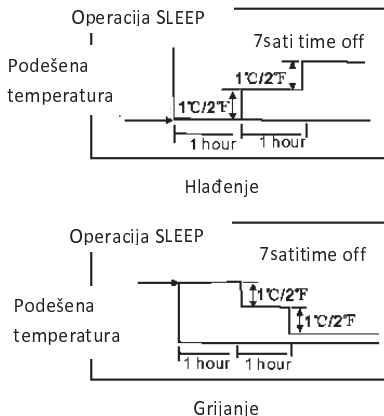 Operacija SLEEP
7sati time off
Podešena
temperatura
1℃/2℉
1℃/2℉
1 hour
1 hour
Hlađenje
Operacija SLEEP
7satitime off
Podešena
temperatura
1℃/2℉
1℃/2℉
1 hour
1 hour
Grijanje